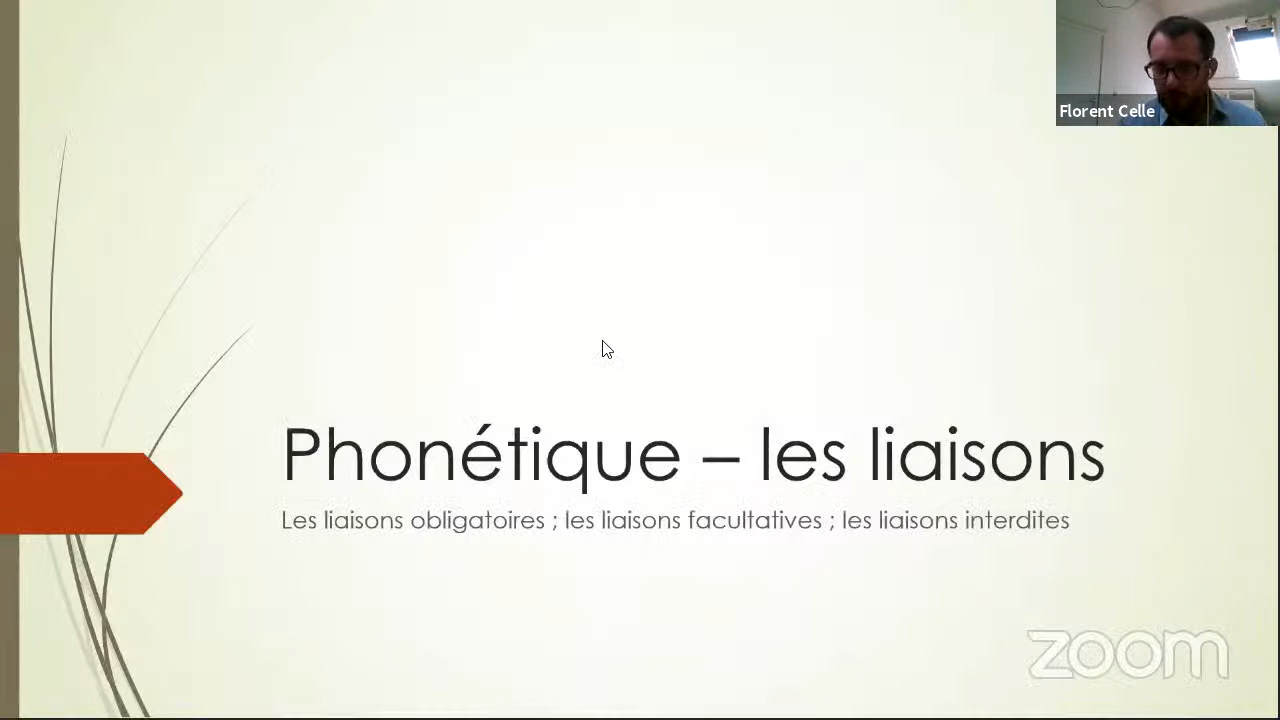 Florent Celle
Phonétique – les liaisons
Les liaisons obligatoires ; les liaisons facultatives ; les liaisons interdites
zoom